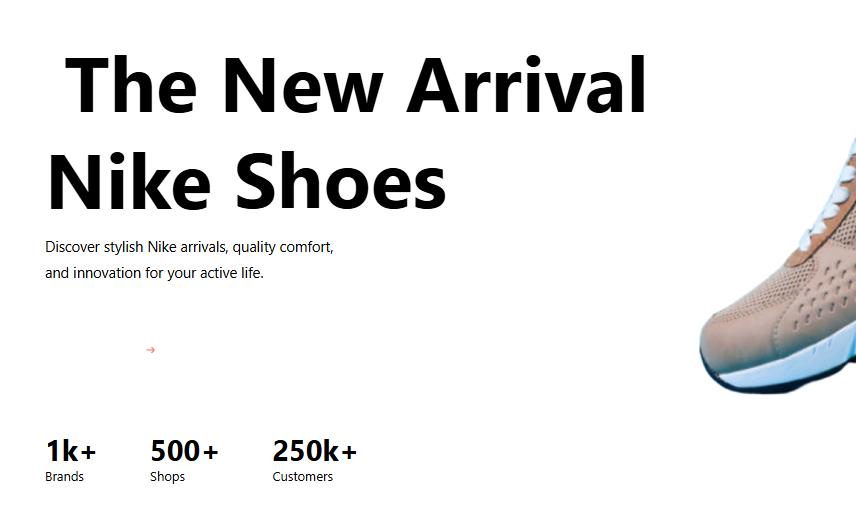 The New Arrival
Nike Shoes
Discover stylish Nike arrivals, quality comfort,
and innovation for your active life.
→
1k+ 500+ 250k+
Brands Shops Customers